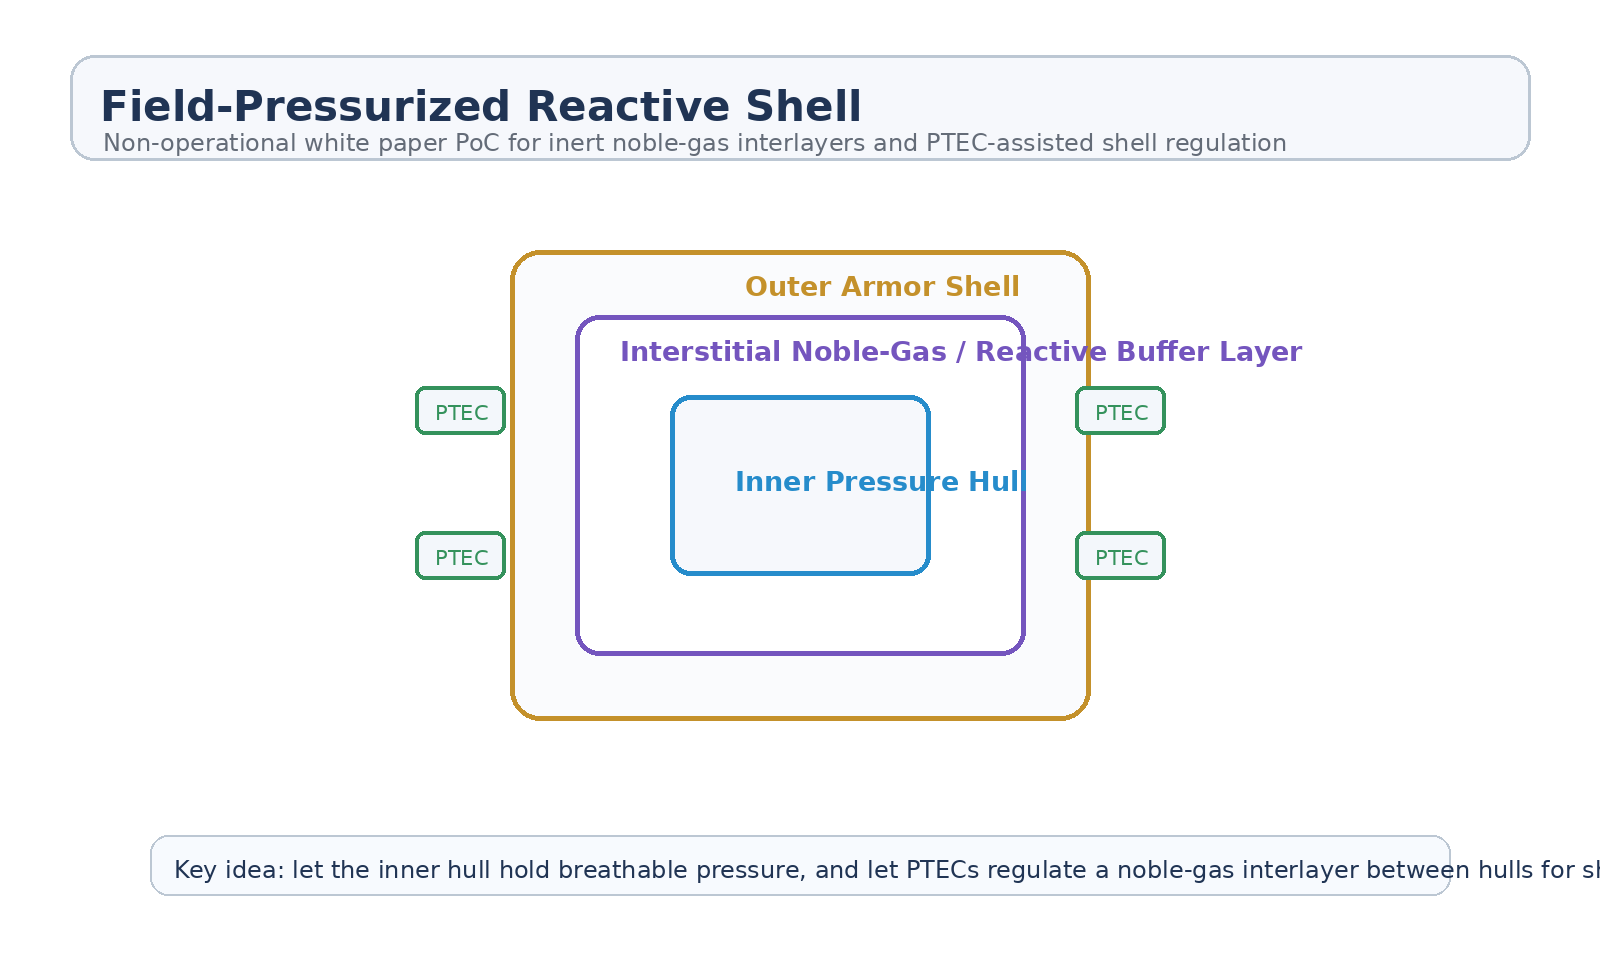 Field-Pressurized Reactive Shell
Non-operational white paper PoC for inert noble-gas interlayers and PTEC-assisted shell regulation
Outer Armor Shell
Interstitial Noble-Gas / Reactive Buffer Layer
PTEC
PTEC
Inner Pressure Hull
PTEC
PTEC
Key idea: let the inner hull hold breathable pressure, and let PTECs regulate a noble-gas interlayer between hulls for